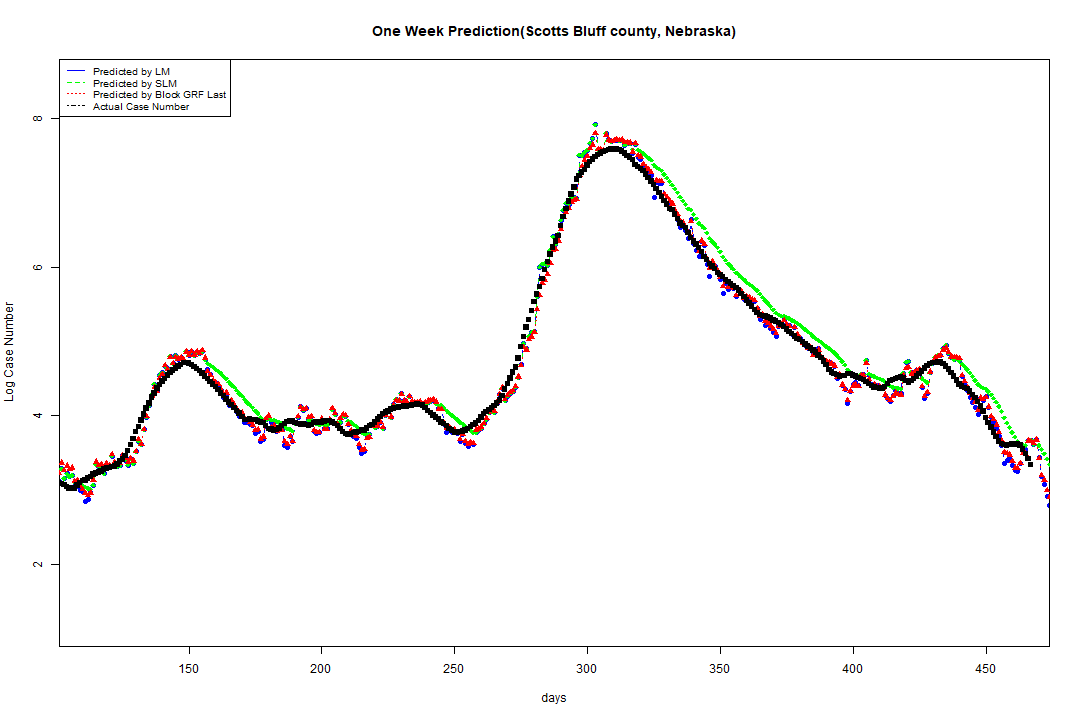 One Week Prediction(Scotts Bluff county, Nebraska)
Predicted by LM
Predicted by SLM
Predicted by Block GRF Last
Actual Case Number
8
6
4
2
Log Case Number
150 200 250 300 350 400 450
days